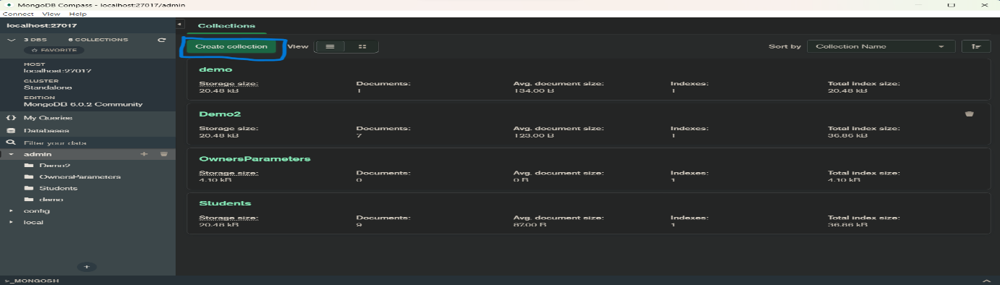 MongoDB Compass - localhost:27017/admin
Connect View Help
localhost:27017
3 DBS 6 COLLECTIONS
FAVORITE
HOST
localhost:27017
CLUSTER
Standalone
EDITION
MongoDB 6.0.2 Community
My Queries
Databases
Filter your data
admin
Demo2
OwnersParameters
Students
demo
config
local
>_MONGOSH
Collections
Create collection View Sort by Collection Name
demo
Storage size: Documents: Avg. document size: Indexes: Total index size:
20.48 kB 1 134.00 B 1 20.48 kB
Demo2
Storage size: Documents: Avg. document size: Indexes: Total index size:
20.48 kB 7 123.00 B 1 36.86 kB
OwnersParameters
Storage size: Documents: Avg. document size: Indexes: Total index size:
4.10 kB 0 0 B 1 4.10 kB
Students
Storage size: Documents: Avg. document size: Indexes: Total index size:
20.48 kB 9 87.00 B 1 36.86 kB